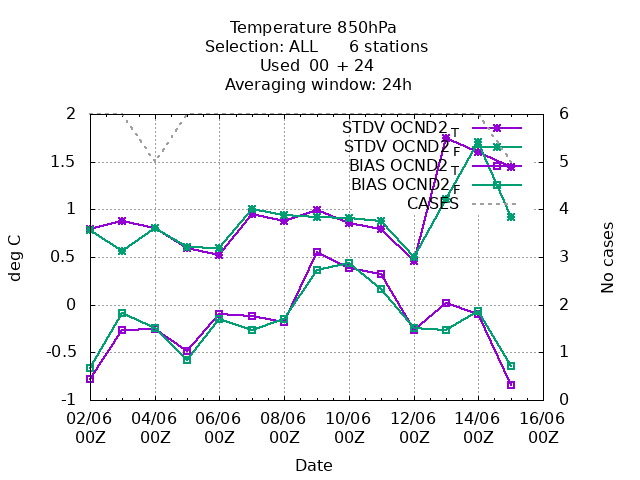 Temperature 850hPa
Selection: ALL 6 stations
Used 00 + 24
Averaging window: 24h
STDV OCND2_T
STDV OCND2_F
BIAS OCND2_T
BIAS OCND2_F
CASES
deg C
2
1.5
1
0.5
0
-0.5
-1
No cases
6
5
4
3
2
1
0
02/06 04/06 06/06 08/06 10/06 12/06 14/06 16/06
00Z 00Z 00Z 00Z 00Z 00Z 00Z 00Z
Date